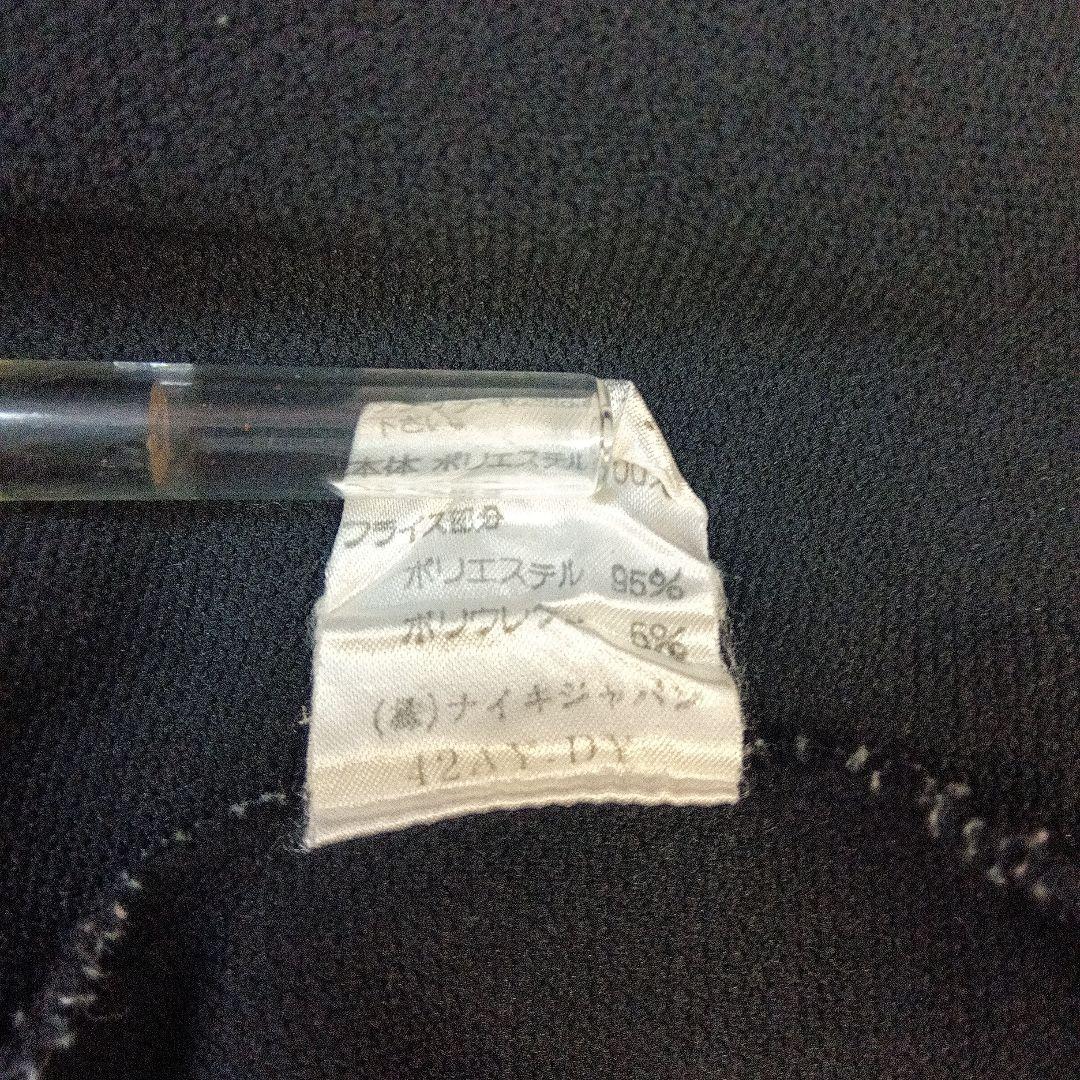 本体 ポリエステル 100%
フライス部分
ポリエステル 95%
ポリウレタン 5%
(株)ナイキジャパン
42AY-DY